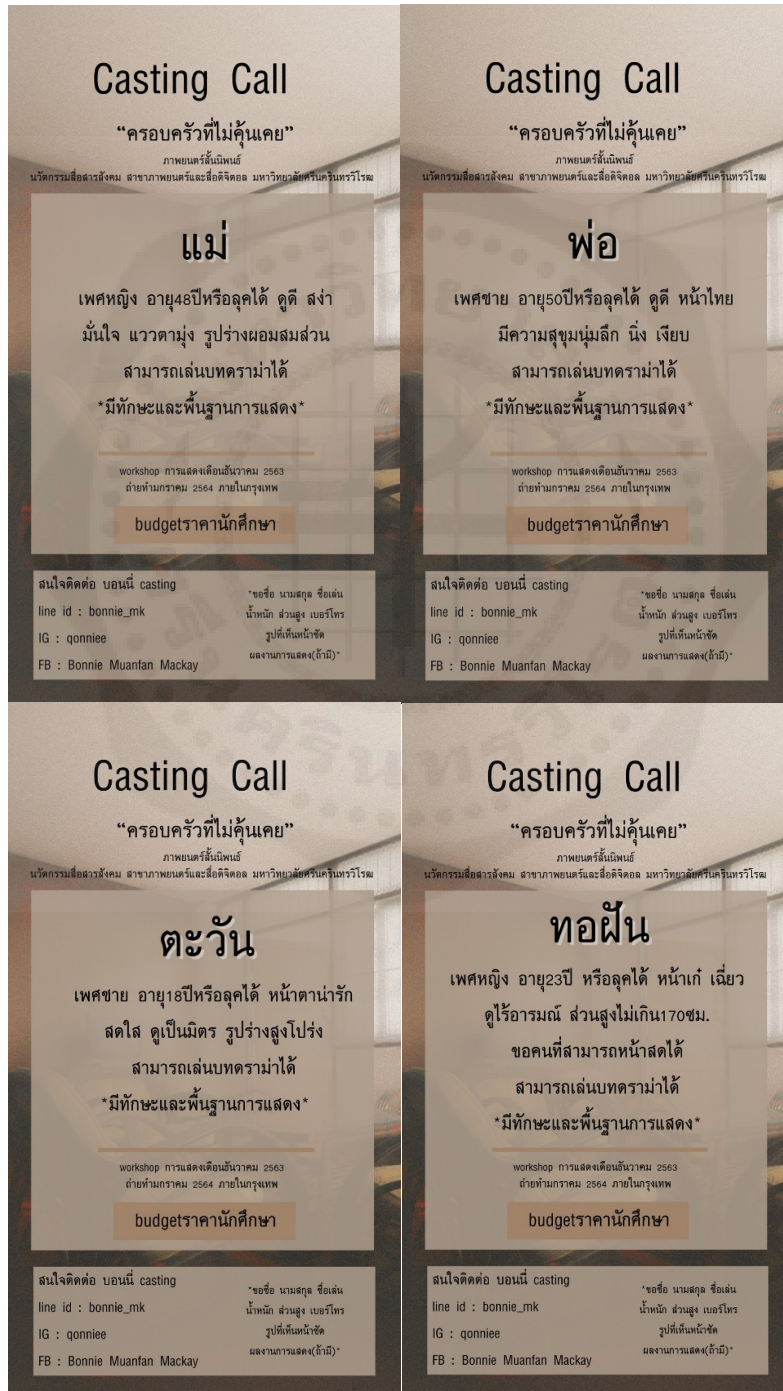 Casting Call
“ครอบครัวที่ไม่คุ้นเคย”
ภาพยนตร์สั้นนิพนธ์
นวัตกรรมสื่อสารสังคม สาขาภาพยนตร์และสื่อดิจิตอล มหาวิทยาลัยศรีนครินทรวิโรฒ
แม่
เพศหญิง อายุ48ปีหรือลุคได้ ดูดี สง่า
มั่นใจ แววตามุ่ง รูปร่างผอมสมส่วน
สามารถเล่นบทดราม่าได้
*มีทักษะและพื้นฐานการแสดง*
workshop การแสดงเดือนธันวาคม 2563
ถ่ายทำมกราคม 2564 ภายในกรุงเทพ
budgetราคานักศึกษา
สนใจติดต่อ บอนนี่ casting
line id : bonnie_mk
IG : qonniee
FB : Bonnie Muanfan Mackay
*ขอชื่อ นามสกุล ชื่อเล่น
น้ำหนัก ส่วนสูง เบอร์โทร
รูปที่เห็นหน้าชัด
ผลงานการแสดง(ถ้ามี)*
Casting Call
“ครอบครัวที่ไม่คุ้นเคย”
ภาพยนตร์สั้นนิพนธ์
นวัตกรรมสื่อสารสังคม สาขาภาพยนตร์และสื่อดิจิตอล มหาวิทยาลัยศรีนครินทรวิโรฒ
พ่อ
เพศชาย อายุ50ปีหรือลุคได้ ดูดี หน้าไทย
มีความสุขุมนุ่มลึก นิ่ง เงียบ
สามารถเล่นบทดราม่าได้
*มีทักษะและพื้นฐานการแสดง*
workshop การแสดงเดือนธันวาคม 2563
ถ่ายทำมกราคม 2564 ภายในกรุงเทพ
budgetราคานักศึกษา
สนใจติดต่อ บอนนี่ casting
line id : bonnie_mk
IG : qonniee
FB : Bonnie Muanfan Mackay
*ขอชื่อ นามสกุล ชื่อเล่น
น้ำหนัก ส่วนสูง เบอร์โทร
รูปที่เห็นหน้าชัด
ผลงานการแสดง(ถ้ามี)*
Casting Call
“ครอบครัวที่ไม่คุ้นเคย”
ภาพยนตร์สั้นนิพนธ์
นวัตกรรมสื่อสารสังคม สาขาภาพยนตร์และสื่อดิจิตอล มหาวิทยาลัยศรีนครินทรวิโรฒ
ตะวัน
เพศชาย อายุ18ปีหรือลุคได้ หน้าตาน่ารัก
สดใส ดูเป็นมิตร รูปร่างสูงโปร่ง
สามารถเล่นบทดราม่าได้
*มีทักษะและพื้นฐานการแสดง*
workshop การแสดงเดือนธันวาคม 2563
ถ่ายทำมกราคม 2564 ภายในกรุงเทพ
budgetราคานักศึกษา
สนใจติดต่อ บอนนี่ casting
line id : bonnie_mk
IG : qonniee
FB : Bonnie Muanfan Mackay
*ขอชื่อ นามสกุล ชื่อเล่น
น้ำหนัก ส่วนสูง เบอร์โทร
รูปที่เห็นหน้าชัด
ผลงานการแสดง(ถ้ามี)*
Casting Call
“ครอบครัวที่ไม่คุ้นเคย”
ภาพยนตร์สั้นนิพนธ์
นวัตกรรมสื่อสารสังคม สาขาภาพยนตร์และสื่อดิจิตอล มหาวิทยาลัยศรีนครินทรวิโรฒ
ทอฝัน
เพศหญิง อายุ23ปี หรือลุคได้ หน้าเก๋ เฉี่ยว
ดูไร้อารมณ์ ส่วนสูงไม่เกิน170ซม.
ขอคนที่สามารถหน้าสดได้
สามารถเล่นบทดราม่าได้
*มีทักษะและพื้นฐานการแสดง*
workshop การแสดงเดือนธันวาคม 2563
ถ่ายทำมกราคม 2564 ภายในกรุงเทพ
budgetราคานักศึกษา
สนใจติดต่อ บอนนี่ casting
line id : bonnie_mk
IG : qonniee
FB : Bonnie Muanfan Mackay
*ขอชื่อ นามสกุล ชื่อเล่น
น้ำหนัก ส่วนสูง เบอร์โทร
รูปที่เห็นหน้าชัด
ผลงานการแสดง(ถ้ามี)*